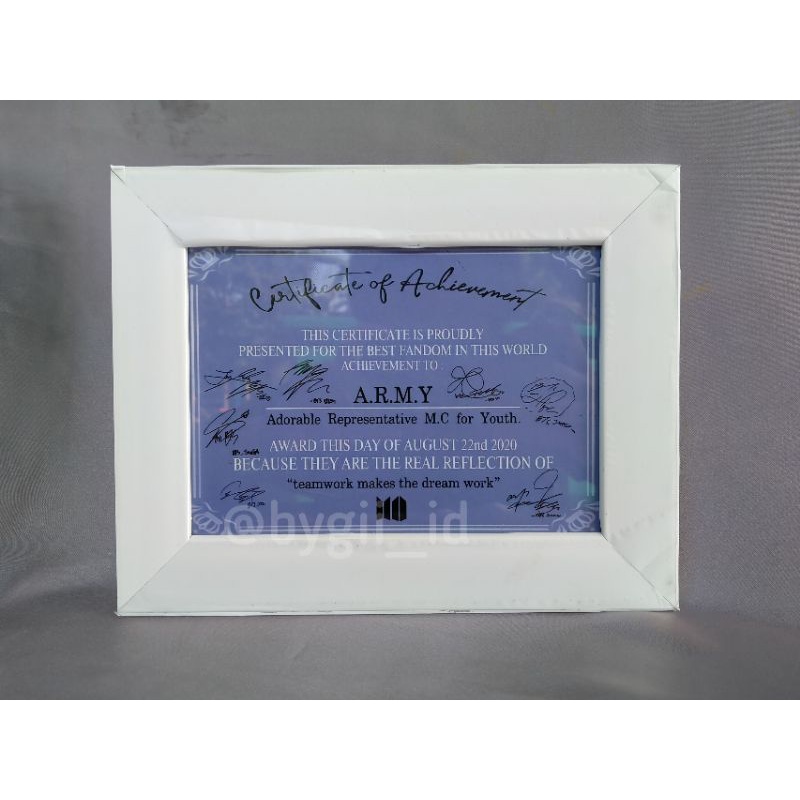 Certificate of Achievement
THIS CERTIFICATE IS PROUDLY
PRESENTED FOR THE BEST FANDOM IN THIS WORLD
ACHIEVEMENT TO :
A.R.M.Y
Adorable Representative M.C for Youth.
AWARD THIS DAY OF AUGUST 22nd 2020
BECAUSE THEY ARE THE REAL REFLECTION OF
“teamwork makes the dream work”
@bygil_id